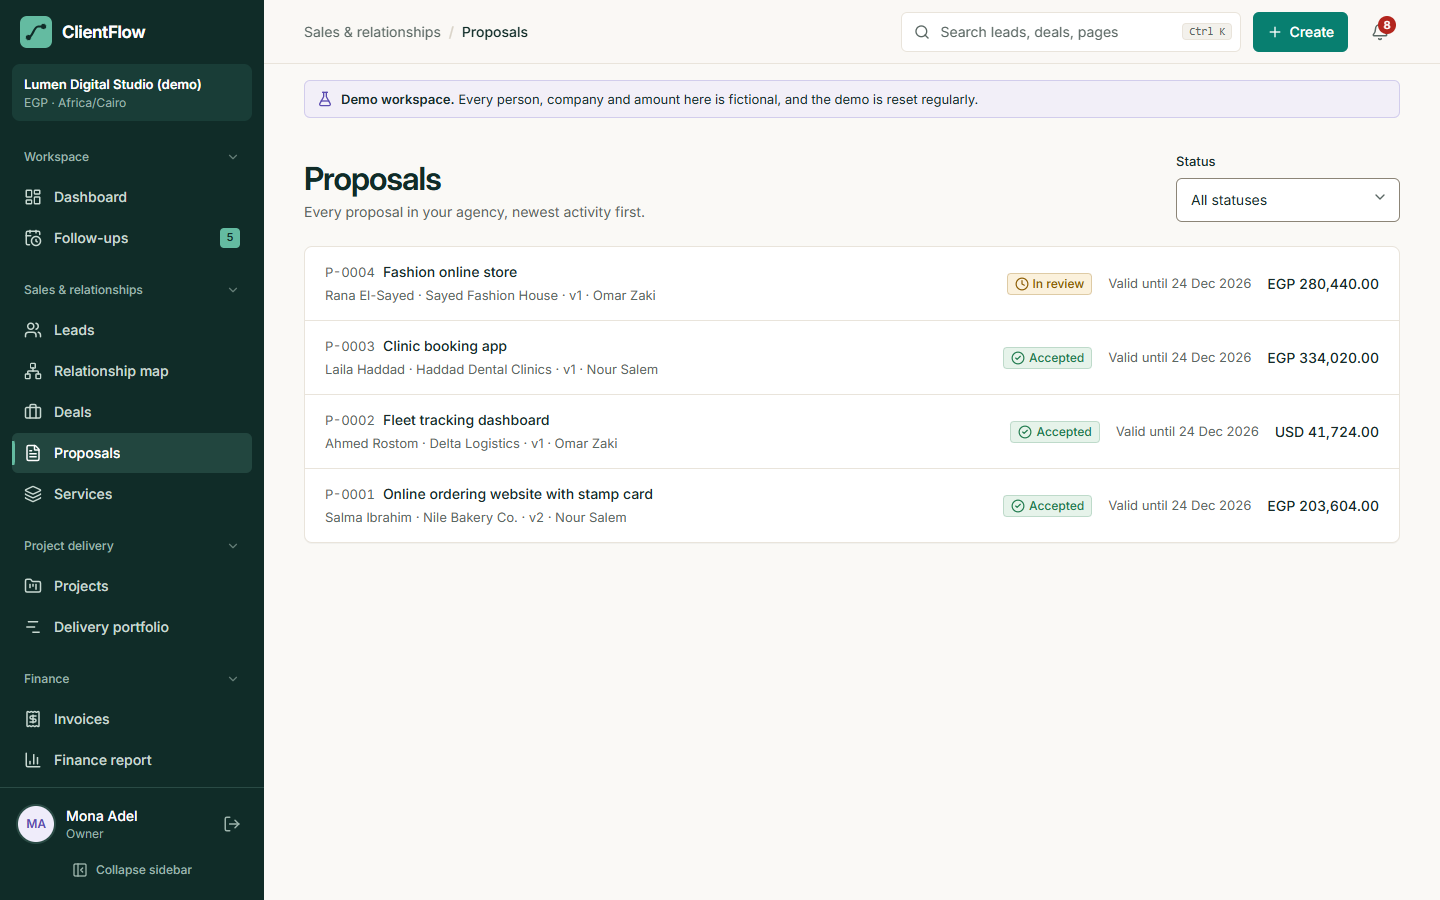 ClientFlow
Lumen Digital Studio (demo)
EGP · Africa/Cairo
Workspace
Dashboard
Follow-ups 5
Sales & relationships
Leads
Relationship map
Deals
Proposals
Services
Project delivery
Projects
Delivery portfolio
Finance
Invoices
Finance report
MA Mona Adel
Owner
Collapse sidebar
Sales & relationships / Proposals
Search leads, deals, pages Ctrl K
Create
8
Demo workspace. Every person, company and amount here is fictional, and the demo is reset regularly.
Proposals
Every proposal in your agency, newest activity first.
Status
All statuses
P-0004 Fashion online store
Rana El-Sayed · Sayed Fashion House · v1 · Omar Zaki
In review Valid until 24 Dec 2026 EGP 280,440.00
P-0003 Clinic booking app
Laila Haddad · Haddad Dental Clinics · v1 · Nour Salem
Accepted Valid until 24 Dec 2026 EGP 334,020.00
P-0002 Fleet tracking dashboard
Ahmed Rostom · Delta Logistics · v1 · Omar Zaki
Accepted Valid until 24 Dec 2026 USD 41,724.00
P-0001 Online ordering website with stamp card
Salma Ibrahim · Nile Bakery Co. · v2 · Nour Salem
Accepted Valid until 24 Dec 2026 EGP 203,604.00